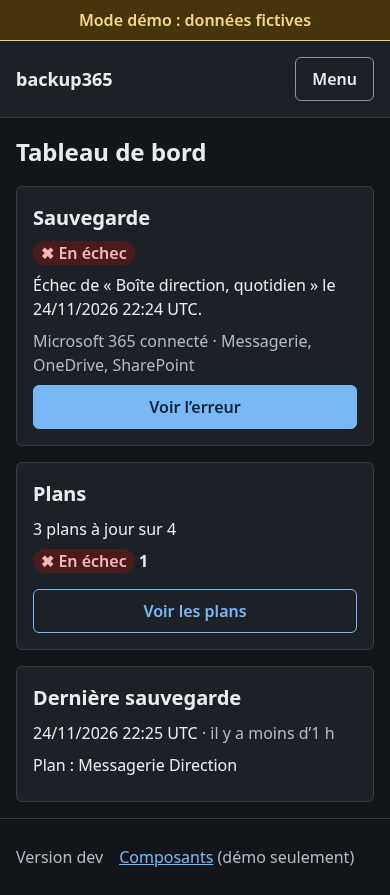 Mode démo : données fictives
backup365
Menu
Tableau de bord
Sauvegarde
✖ En échec
Échec de « Boîte direction, quotidien » le
24/11/2026 22:24 UTC.
Microsoft 365 connecté · Messagerie,
OneDrive, SharePoint
Voir l’erreur
Plans
3 plans à jour sur 4
✖ En échec 1
Voir les plans
Dernière sauvegarde
24/11/2026 22:25 UTC · il y a moins d’1 h
Plan : Messagerie Direction
Version dev Composants (démo seulement)